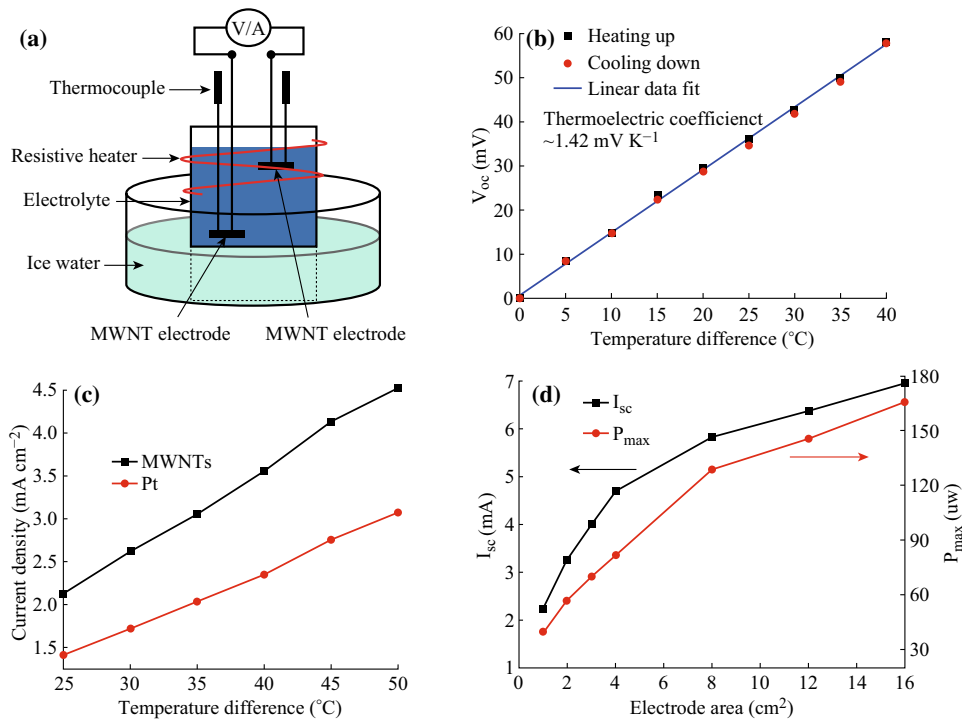 (a)
V/A
Thermocouple
Resistive heater
Electrolyte
Ice water
MWNT electrode
MWNT electrode
(b)
Heating up
Cooling down
Linear data fit
Thermoelectric coefficienct
~1.42 mV K⁻¹
V_oc (mV)
60
50
40
30
20
10
0
0 5 10 15 20 25 30 35 40
Temperature difference (°C)
(c)
MWNTs
Pt
Current density (mA cm⁻²)
4.5
4.0
3.5
3.0
2.5
2.0
1.5
25 30 35 40 45 50
Temperature difference (°C)
(d)
I_sc
P_max
I_sc (mA)
7
6
5
4
3
2
1
0 2 4 6 8 10 12 14 16
Electrode area (cm²)
180
150
120
90
60
30
P_max (uw)